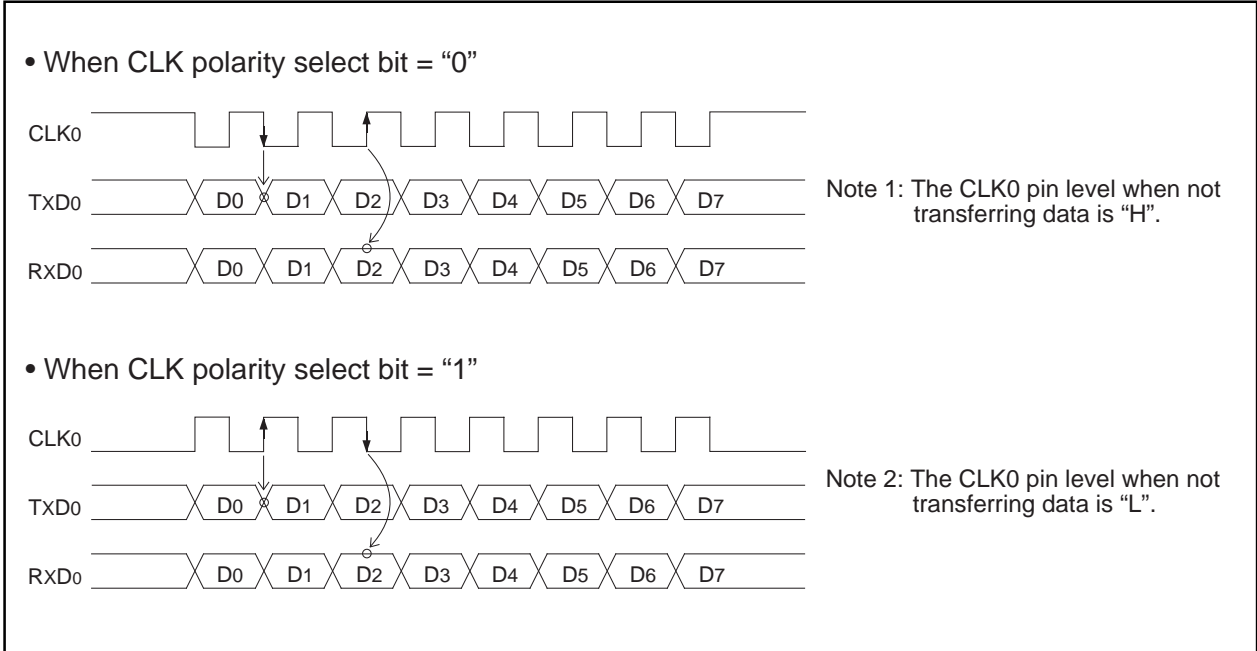 • When CLK polarity select bit = “0”
CLK0
TXD0 D0 D1 D2 D3 D4 D5 D6 D7
RXD0 D0 D1 D2 D3 D4 D5 D6 D7
Note 1: The CLK0 pin level when not
transferring data is “H”.
• When CLK polarity select bit = “1”
CLK0
TXD0 D0 D1 D2 D3 D4 D5 D6 D7
RXD0 D0 D1 D2 D3 D4 D5 D6 D7
Note 2: The CLK0 pin level when not
transferring data is “L”.